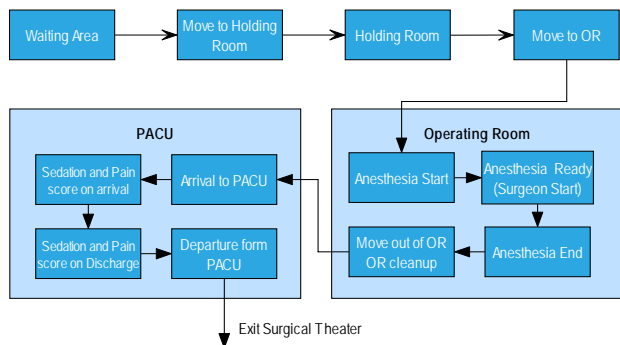 Waiting Area
Move to Holding
Room
Holding Room
Move to OR
PACU
Sedation and Pain
score on arrival
Arrival to PACU
Sedation and Pain
score on Discharge
Departure form
PACU
Operating Room
Anesthesia Start
Anesthesia Ready
(Surgeon Start)
Move out of OR
OR cleanup
Anesthesia End
Exit Surgical Theater